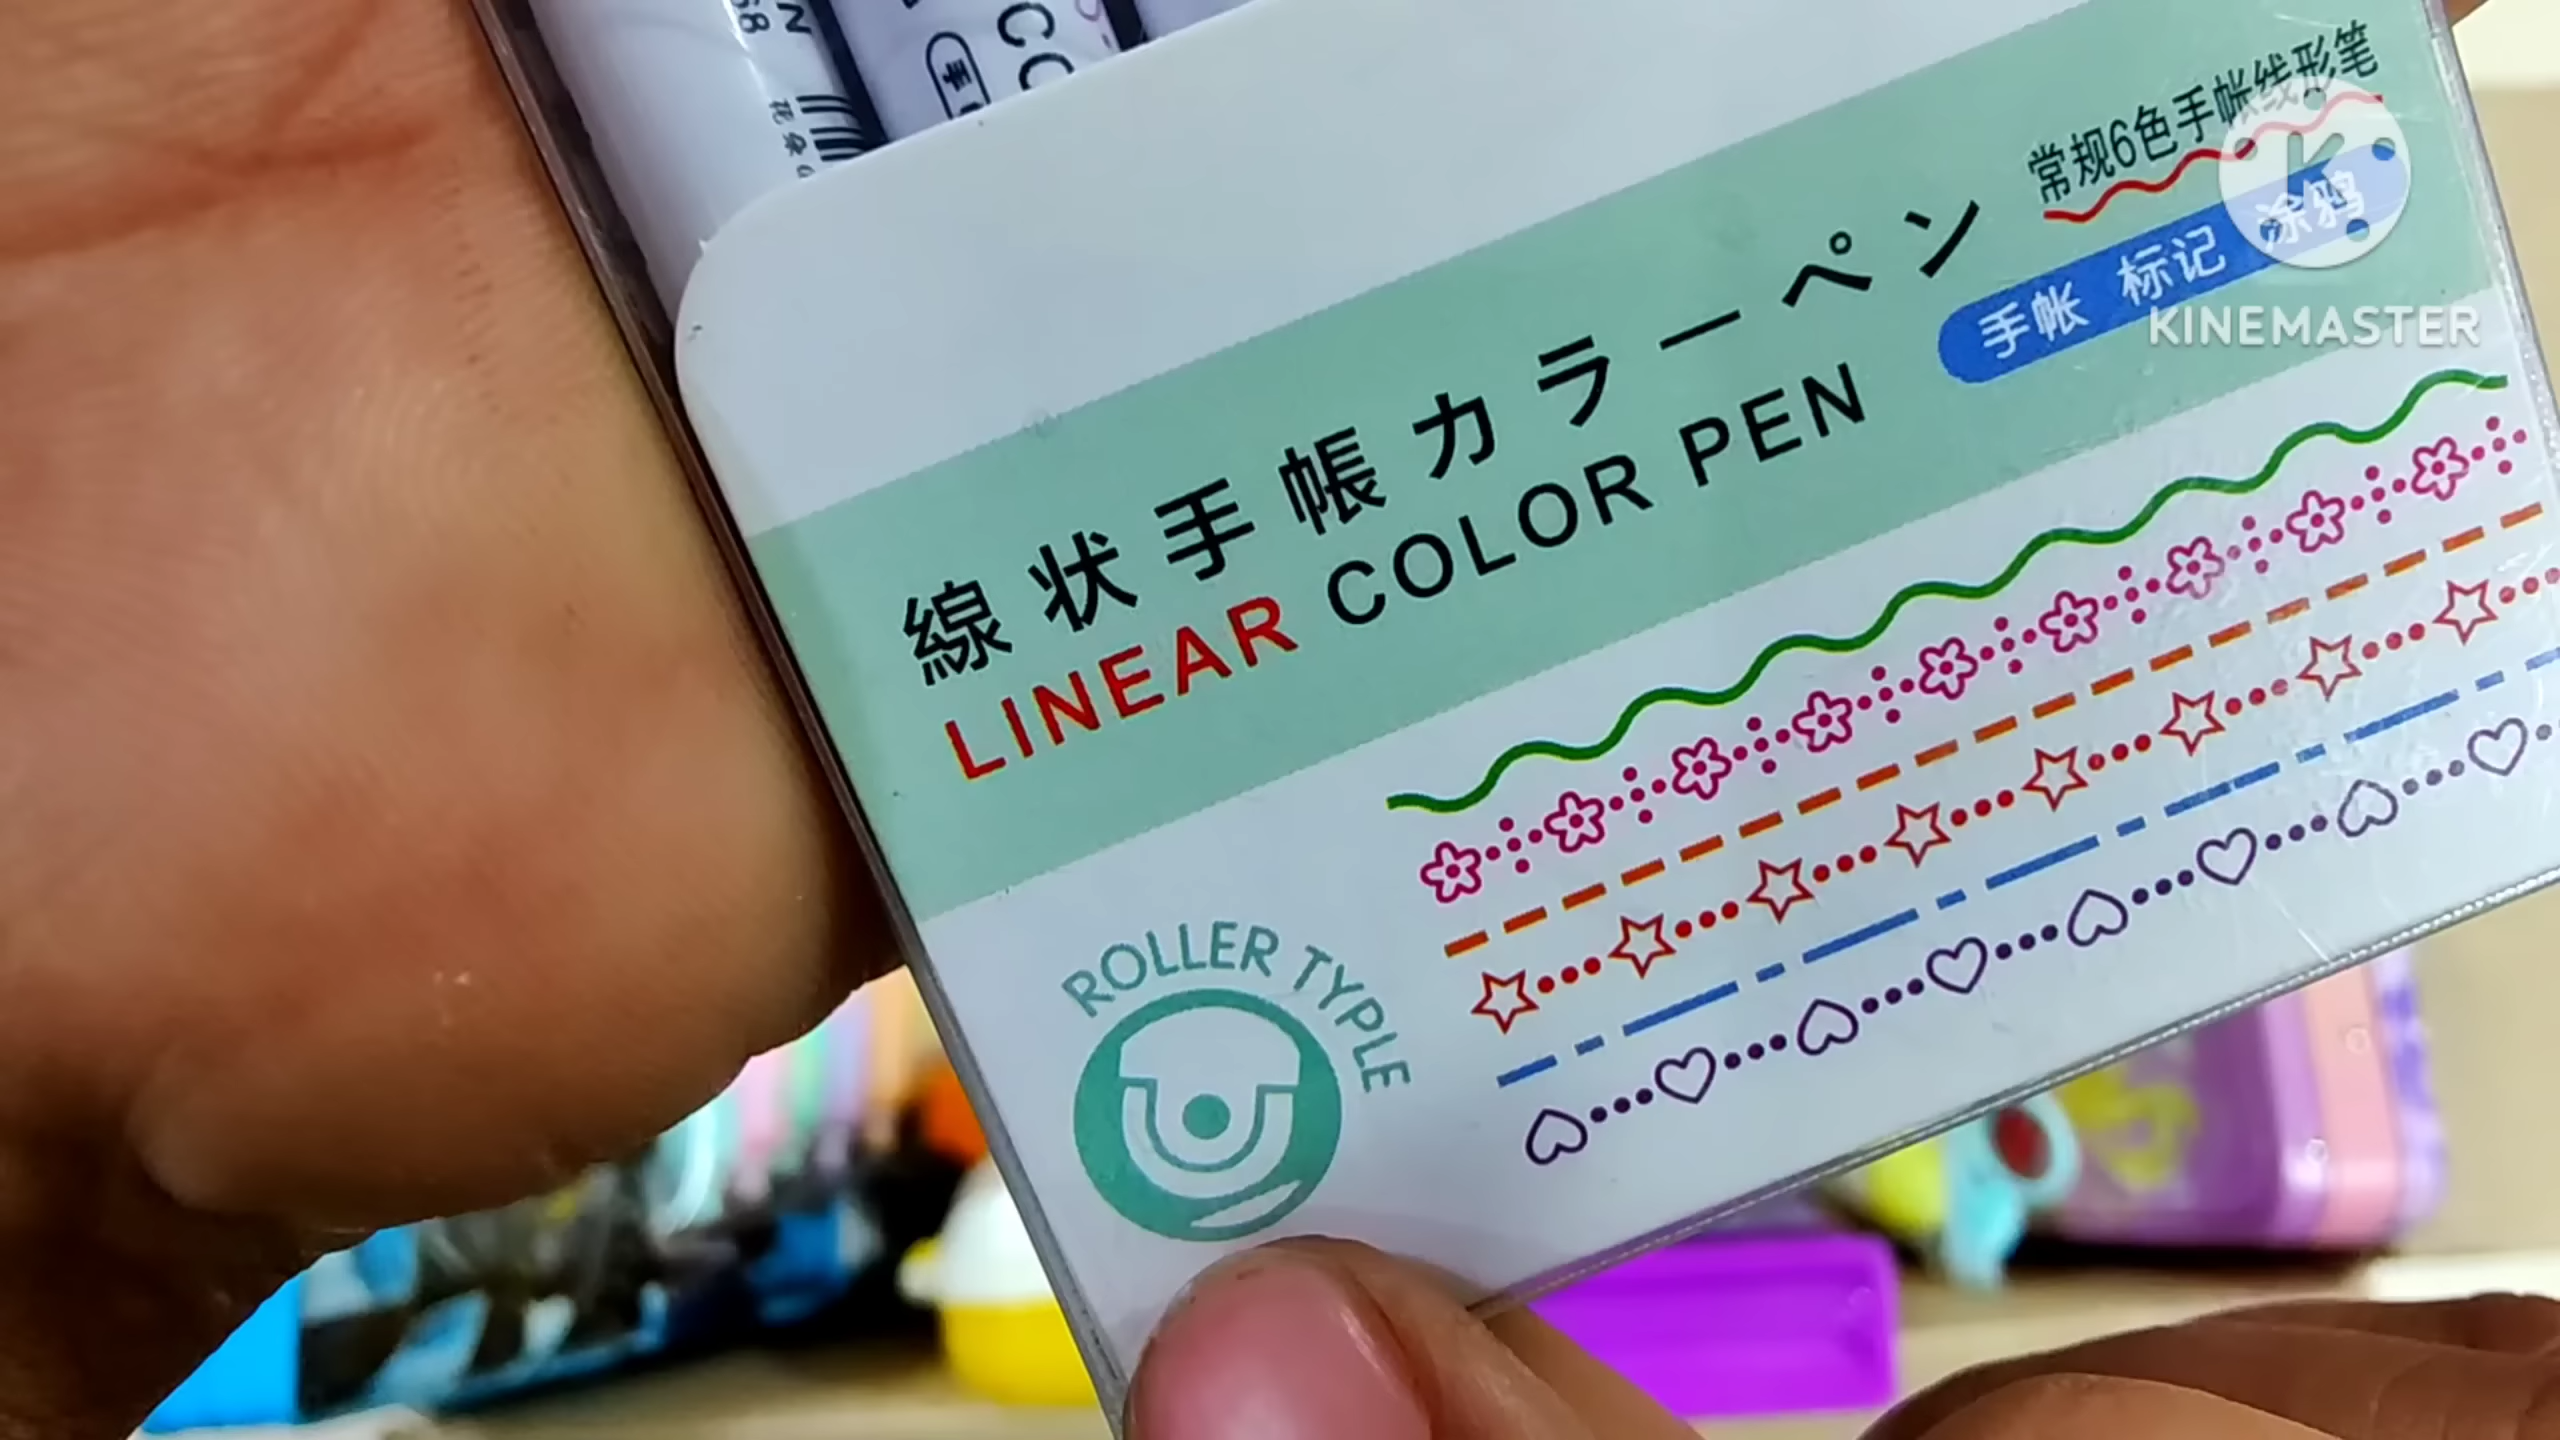 常规6色手帐线形笔
手帐 标记 涂鸦
KINEMASTER
線状手帳カラーペン
LINEAR COLOR PEN
ROLLER TYPLE